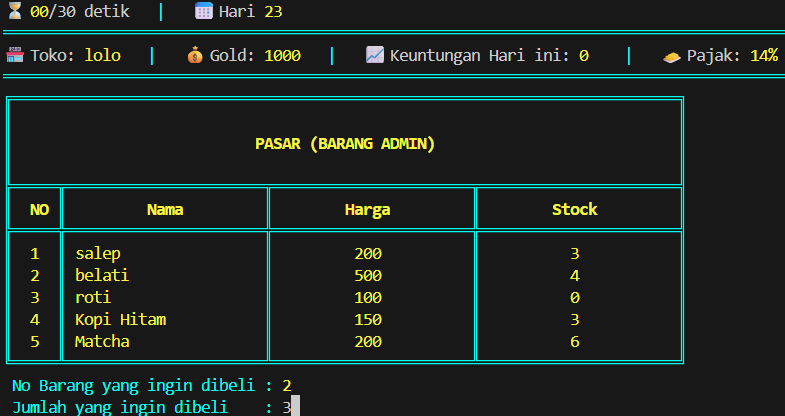 00/30 detik | Hari 23
Toko: lolo | Gold: 1000 | Keuntungan Hari ini: 0 | Pajak: 14%
PASAR (BARANG ADMIN)
NO Nama Harga Stock
1 salep 200 3
2 belati 500 4
3 roti 100 0
4 Kopi Hitam 150 3
5 Matcha 200 6
No Barang yang ingin dibeli : 2
Jumlah yang ingin dibeli : 3